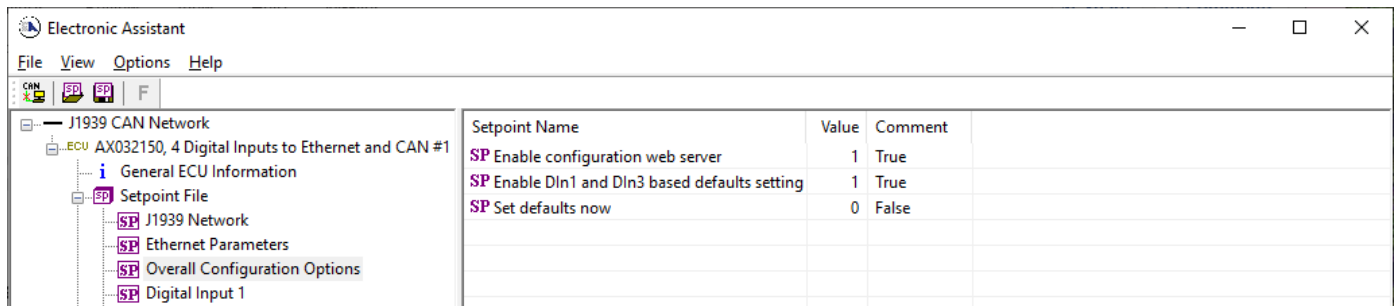 Electronic Assistant
File View Options Help
CAN SP SP F
J1939 CAN Network
ECU AX032150, 4 Digital Inputs to Ethernet and CAN #1
i General ECU Information
SP Setpoint File
SP J1939 Network
SP Ethernet Parameters
SP Overall Configuration Options
SP Digital Input 1
Setpoint Name Value Comment
SP Enable configuration web server 1 True
SP Enable DIn1 and DIn3 based defaults setting 1 True
SP Set defaults now 0 False